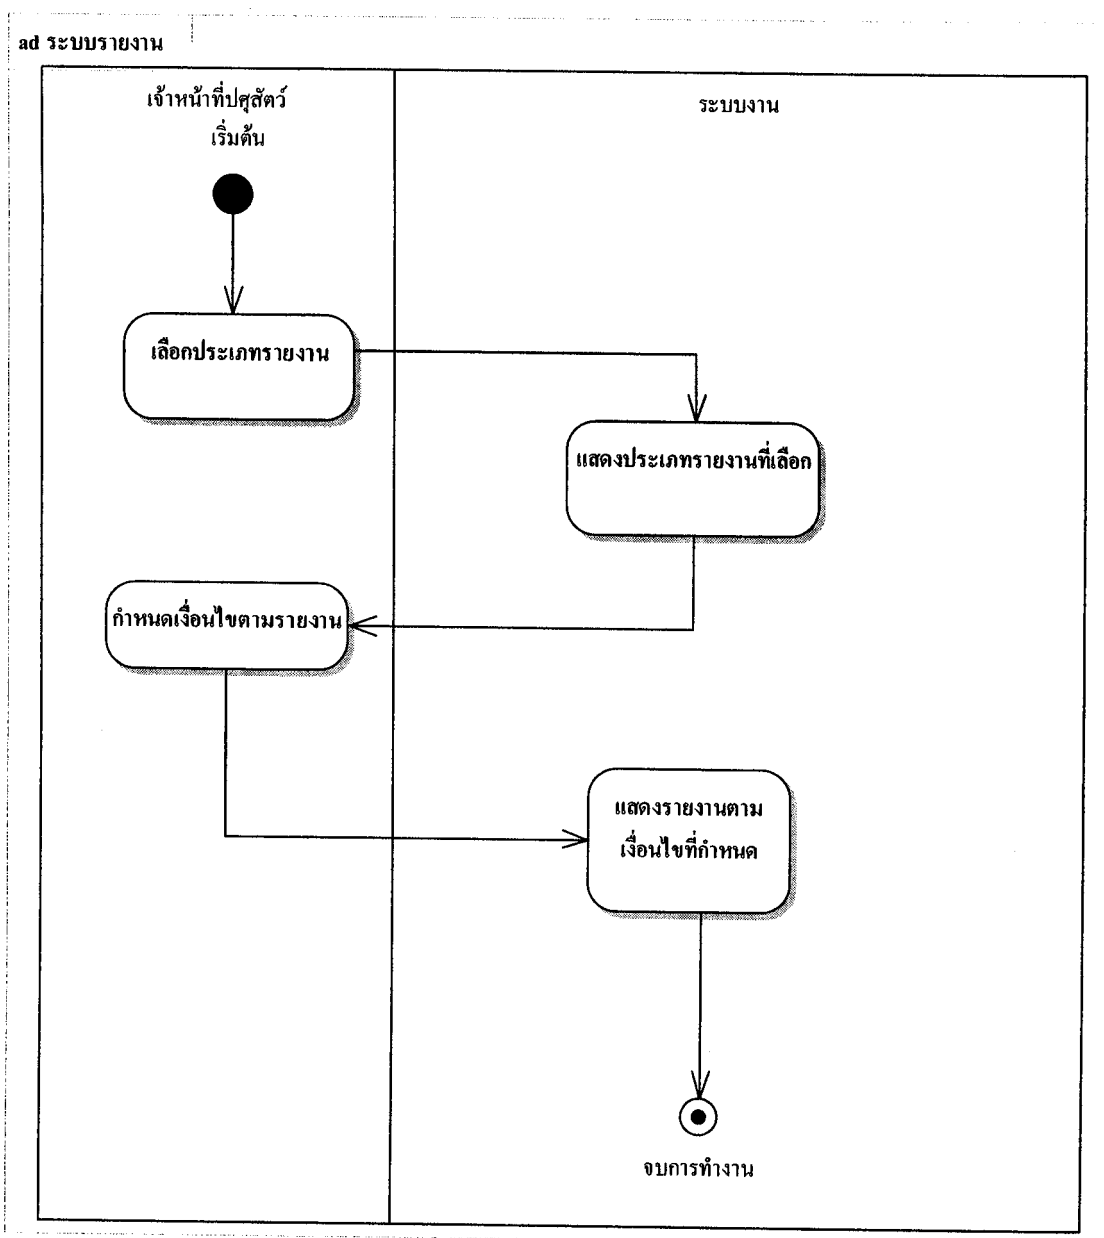 ad ระบบรายงาน
เจ้าหน้าที่ปศุสัตว์
ระบบงาน
เริ่มต้น
เลือกประเภทรายงาน
แสดงประเภทรายงานที่เลือก
กำหนดเงื่อนไขตามรายงาน
แสดงรายงานตาม
เงื่อนไขที่กำหนด
จบการทำงาน